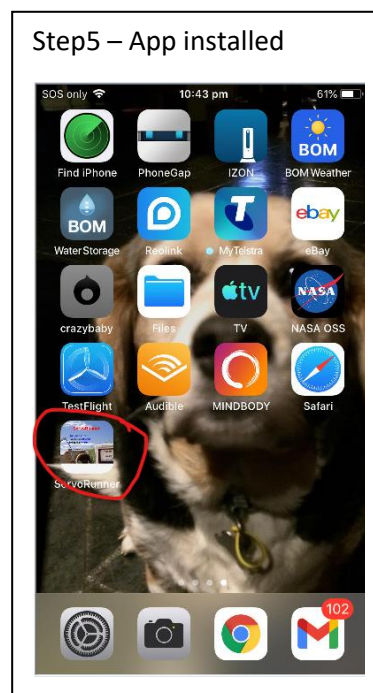 Step5 – App installed
SOS only 10:43 pm 61%
Find iPhone PhoneGap IZON BOM BOM Weather
BOM WaterStorage Reolink MyTelstra ebay eBay
crazybaby Files tv TV NASA NASA OSS
TestFlight Audible MINDBODY Safari
ServoRunner
102